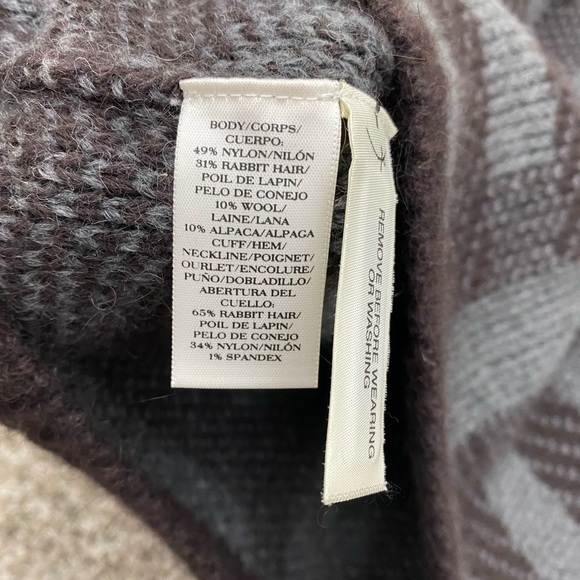 BODY/CORPS/
CUERPO:
49% NYLON/NILÓN
31% RABBIT HAIR/
POIL DE LAPIN/
PELO DE CONEJO
10% WOOL/
LAINE/LANA
10% ALPACA/ALPAGA
CUFF/HEM/
NECKLINE/POIGNET/
OURLET/ENCOLURE/
PUÑO/DOBLADILLO/
ABERTURA DEL
CUELLO:
65% RABBIT HAIR/
POIL DE LAPIN/
PELO DE CONEJO
34% NYLON/NILÓN
1% SPANDEX
REMOVE BEFORE WEARING
OR WASHING